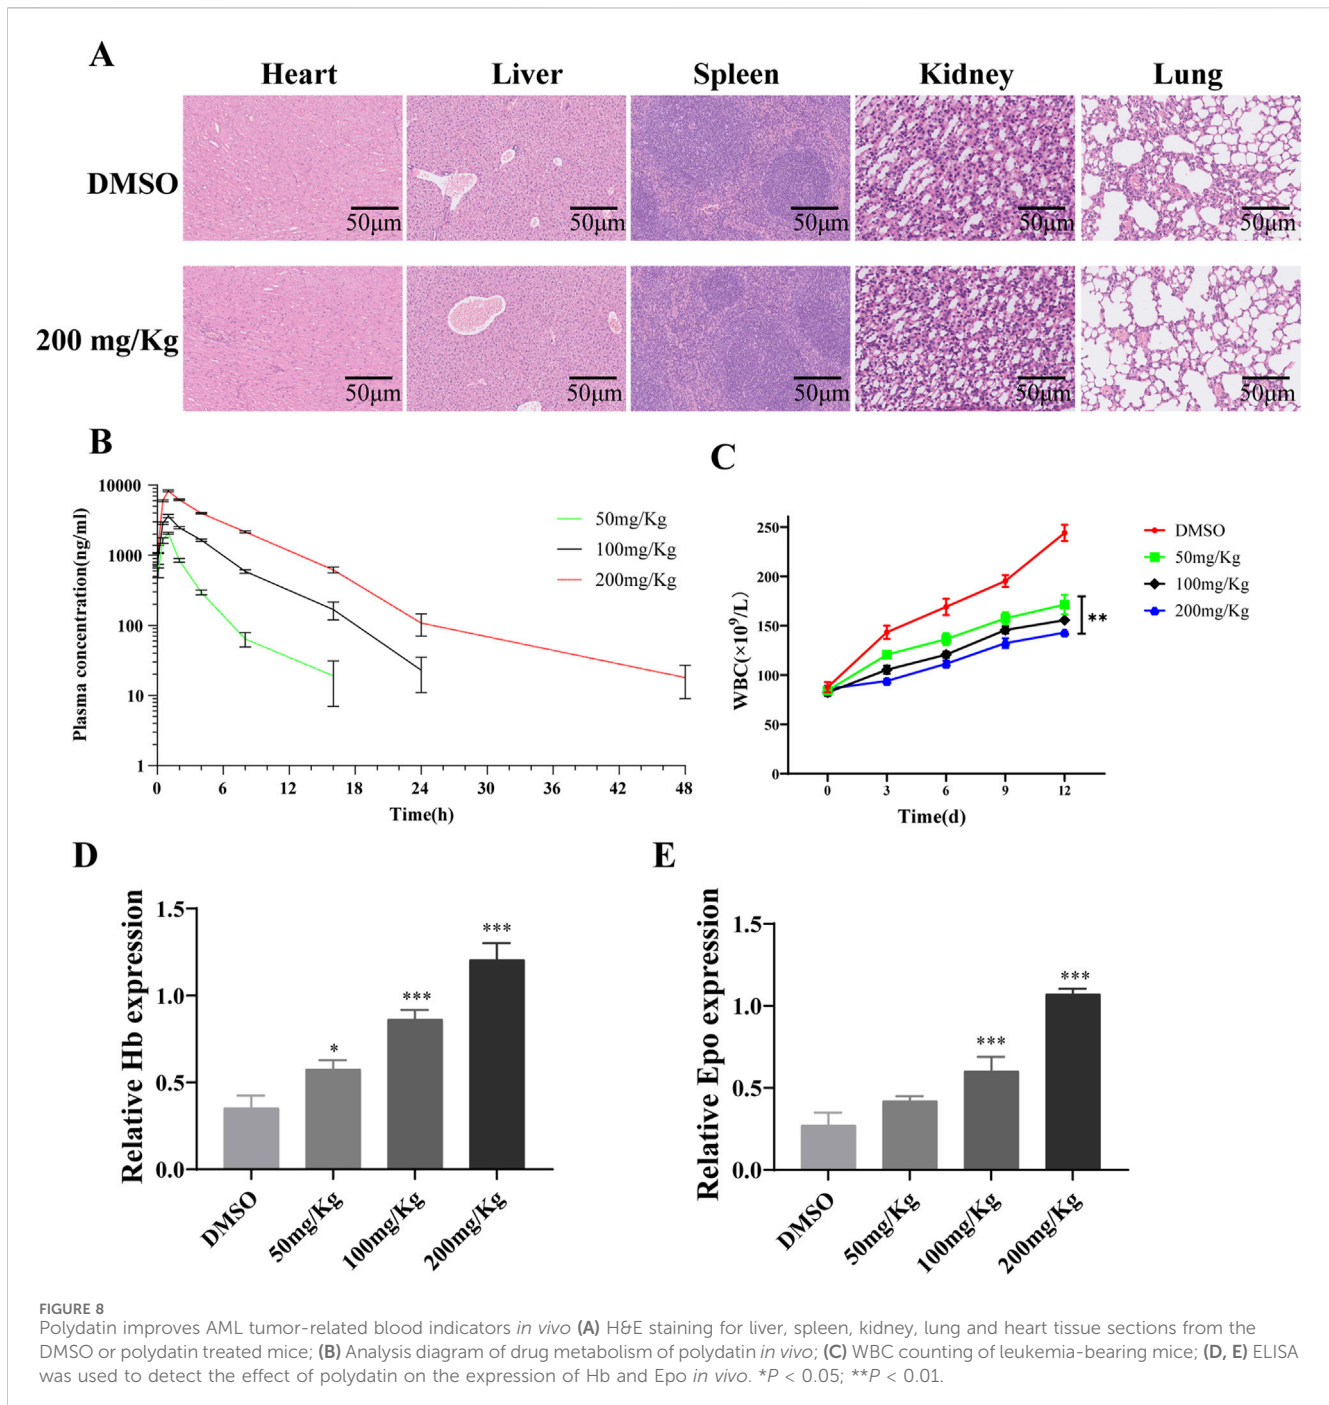 A
Heart Liver Spleen Kidney Lung
DMSO
50μm 50μm 50μm 50μm 50μm
200 mg/Kg
50μm 50μm 50μm 50μm 50μm
B
Plasma concentration(ng/ml)
10000
1000
100
10
1
0 6 12 18 24 30 36 42 48
Time(h)
50mg/Kg
100mg/Kg
200mg/Kg
C
WBC(×10⁹/L)
250
200
150
100
50
0
0 3 6 9 12
Time(d)
DMSO
50mg/Kg
100mg/Kg
200mg/Kg
**
D
Relative Hb expression
1.5
1.0
0.5
0.0
*
***
***
DMSO
50mg/Kg
100mg/Kg
200mg/Kg
E
Relative Epo expression
1.5
1.0
0.5
0.0
***
***
DMSO
50mg/Kg
100mg/Kg
200mg/Kg
FIGURE 8
Polydatin improves AML tumor-related blood indicators in vivo (A) H&E staining for liver, spleen, kidney, lung and heart tissue sections from the
DMSO or polydatin treated mice; (B) Analysis diagram of drug metabolism of polydatin in vivo; (C) WBC counting of leukemia-bearing mice; (D, E) ELISA
was used to detect the effect of polydatin on the expression of Hb and Epo in vivo. *P < 0.05; **P < 0.01.